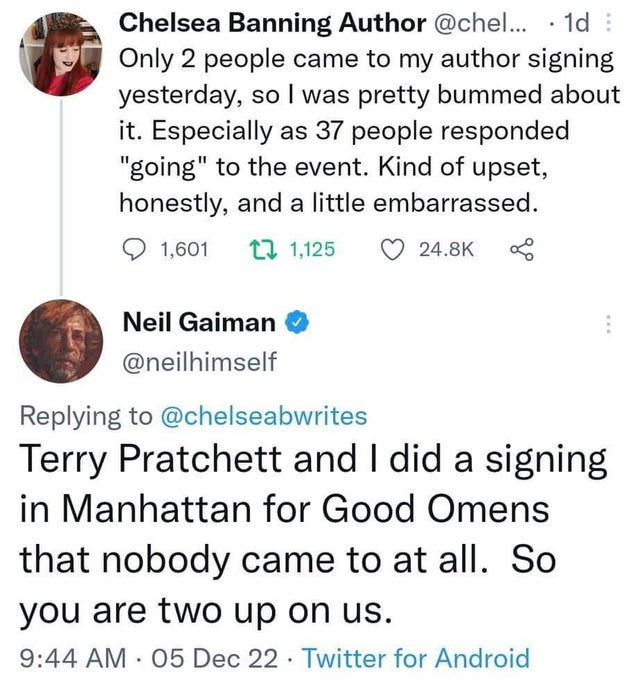 Chelsea Banning Author @chel... · 1d
Only 2 people came to my author signing
yesterday, so I was pretty bummed about
it. Especially as 37 people responded
"going" to the event. Kind of upset,
honestly, and a little embarrassed.
1,601 1,125 24.8K
Neil Gaiman
@neilhimself
Replying to @chelseabwrites
Terry Pratchett and I did a signing
in Manhattan for Good Omens
that nobody came to at all.  So
you are two up on us.
9:44 AM · 05 Dec 22 · Twitter for Android